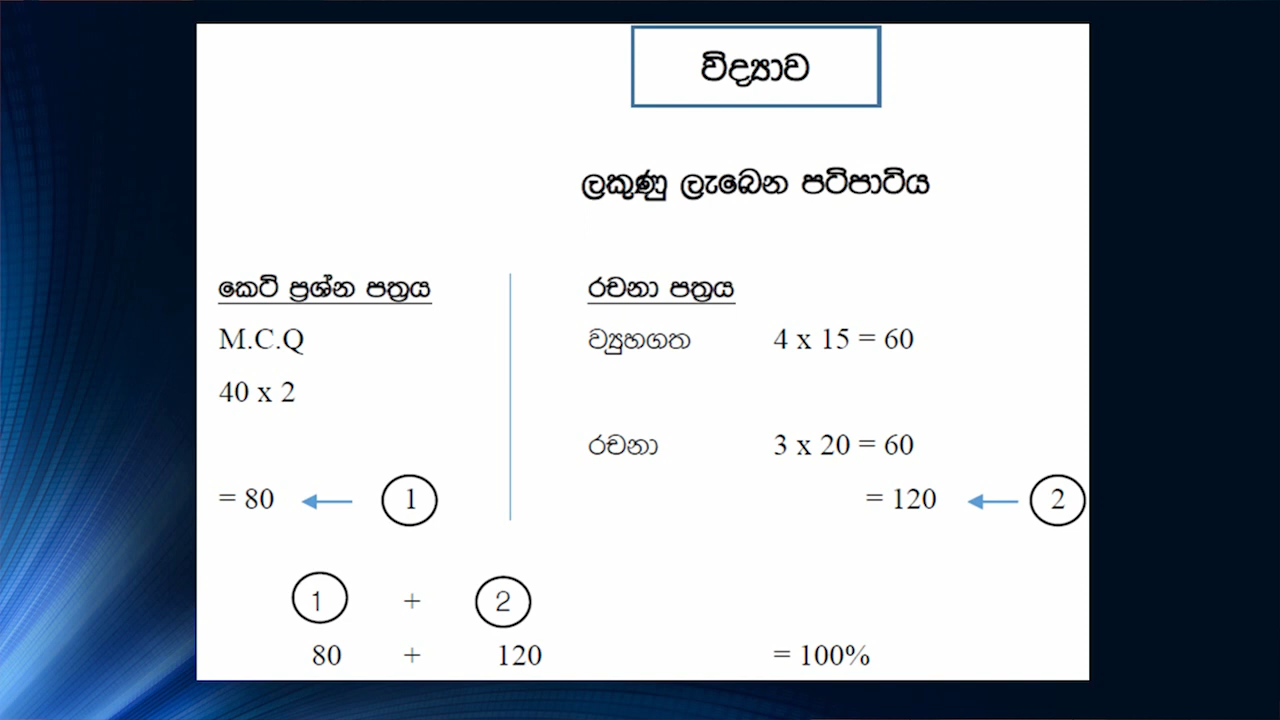 විද්‍යාව
ලකුණු ලැබෙන පටිපාටිය
කෙටි ප්‍රශ්න පත්‍රය
M.C.Q
40 x 2
= 80 ← 1
රචනා පත්‍රය
ව්‍යුහගත 4 x 15 = 60
රචනා 3 x 20 = 60
= 120 ← 2
1 + 2
80 + 120 = 100%